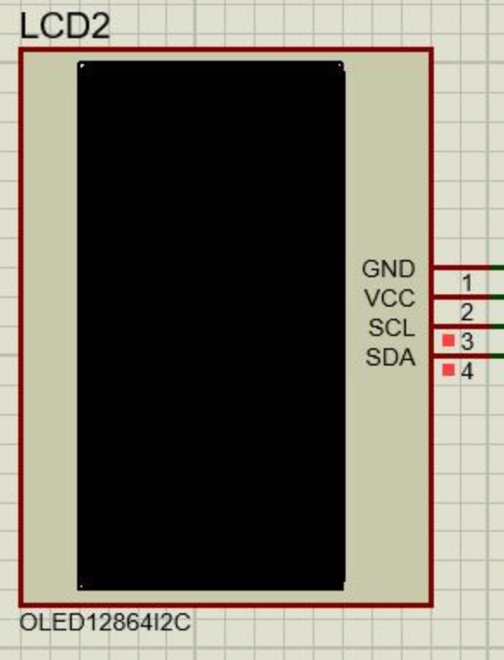 LCD2
GND
1
VCC
2
SCL
3
SDA
4
OLED12864I2C